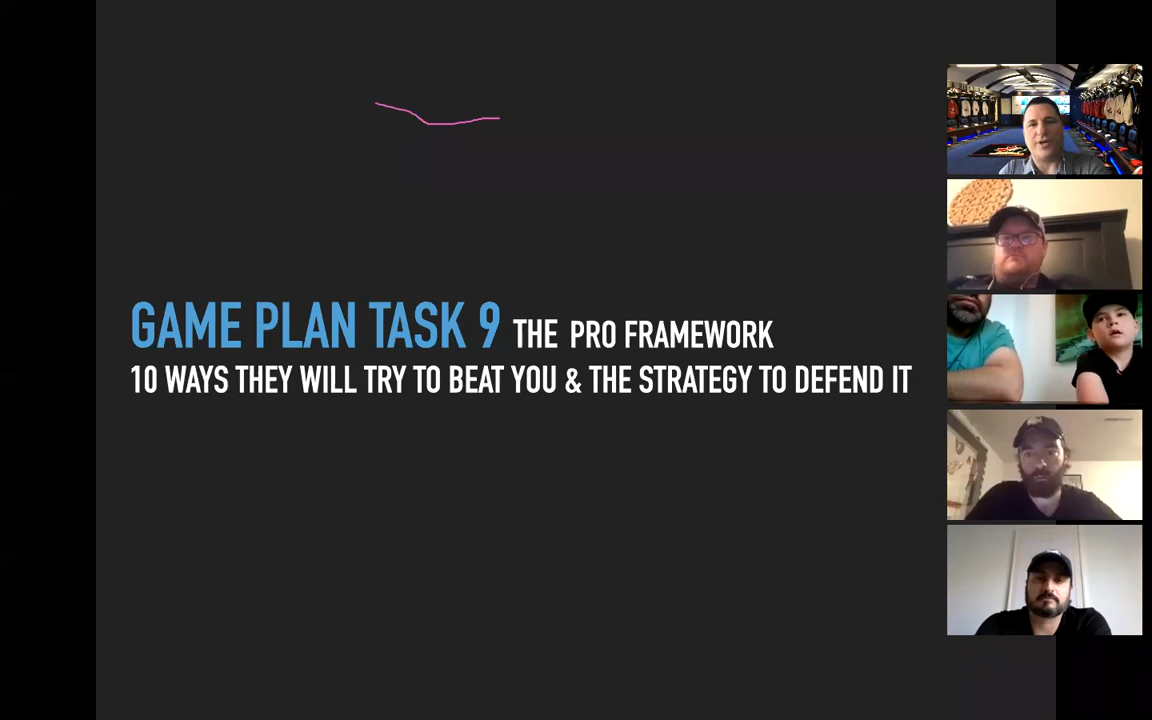 GAME PLAN TASK 9 THE PRO FRAMEWORK
10 WAYS THEY WILL TRY TO BEAT YOU & THE STRATEGY TO DEFEND IT